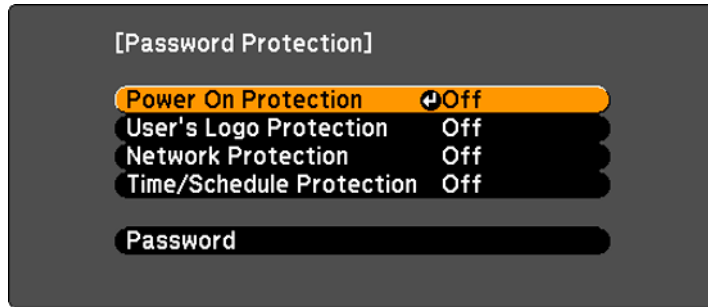 [Password Protection]
Power On Protection Off
User's Logo Protection Off
Network Protection Off
Time/Schedule Protection Off
Password